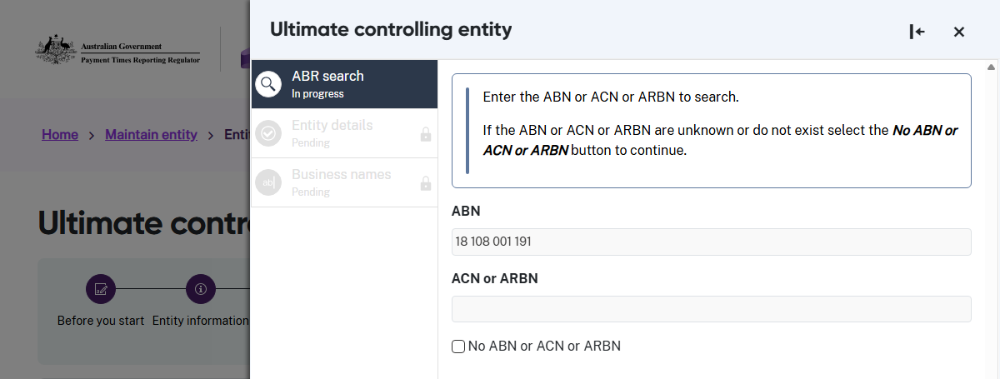 Australian Government
Payment Times Reporting Regulator
Home > Maintain entity > Enti
Ultimate contr
Before you start Entity information
Ultimate controlling entity
ABR search
In progress
Entity details
Pending
Business names
Pending
Enter the ABN or ACN or ARBN to search.
If the ABN or ACN or ARBN are unknown or do not exist select the No ABN or
ACN or ARBN button to continue.
ABN
18 108 001 191
ACN or ARBN
No ABN or ACN or ARBN